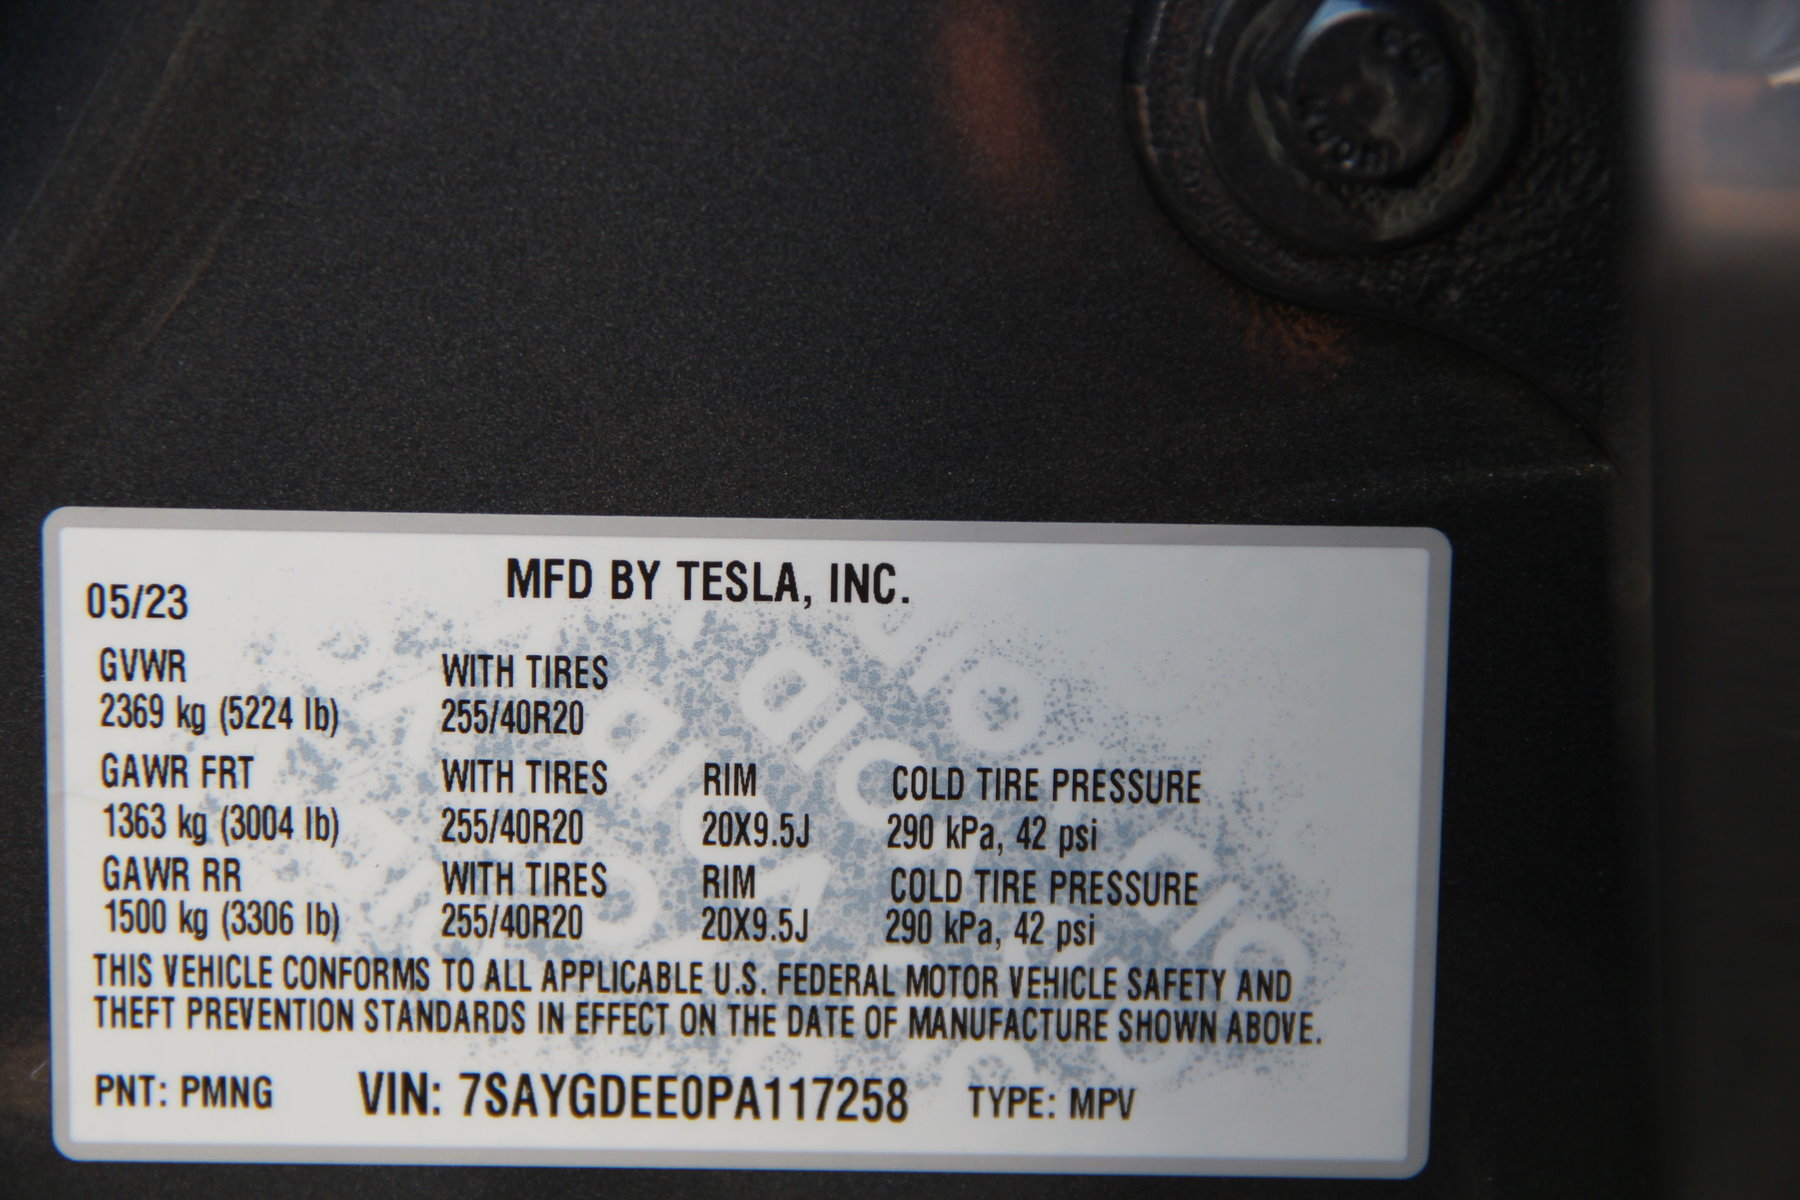 MFD BY TESLA, INC.
05/23
GVWR WITH TIRES
2369 kg (5224 lb) 255/40R20
GAWR FRT WITH TIRES RIM COLD TIRE PRESSURE
1363 kg (3004 lb) 255/40R20 20X9.5J 290 kPa, 42 psi
GAWR RR WITH TIRES RIM COLD TIRE PRESSURE
1500 kg (3306 lb) 255/40R20 20X9.5J 290 kPa, 42 psi
THIS VEHICLE CONFORMS TO ALL APPLICABLE U.S. FEDERAL MOTOR VEHICLE SAFETY AND
THEFT PREVENTION STANDARDS IN EFFECT ON THE DATE OF MANUFACTURE SHOWN ABOVE.
PNT: PMNG VIN: 7SAYGDEE0PA117258 TYPE: MPV